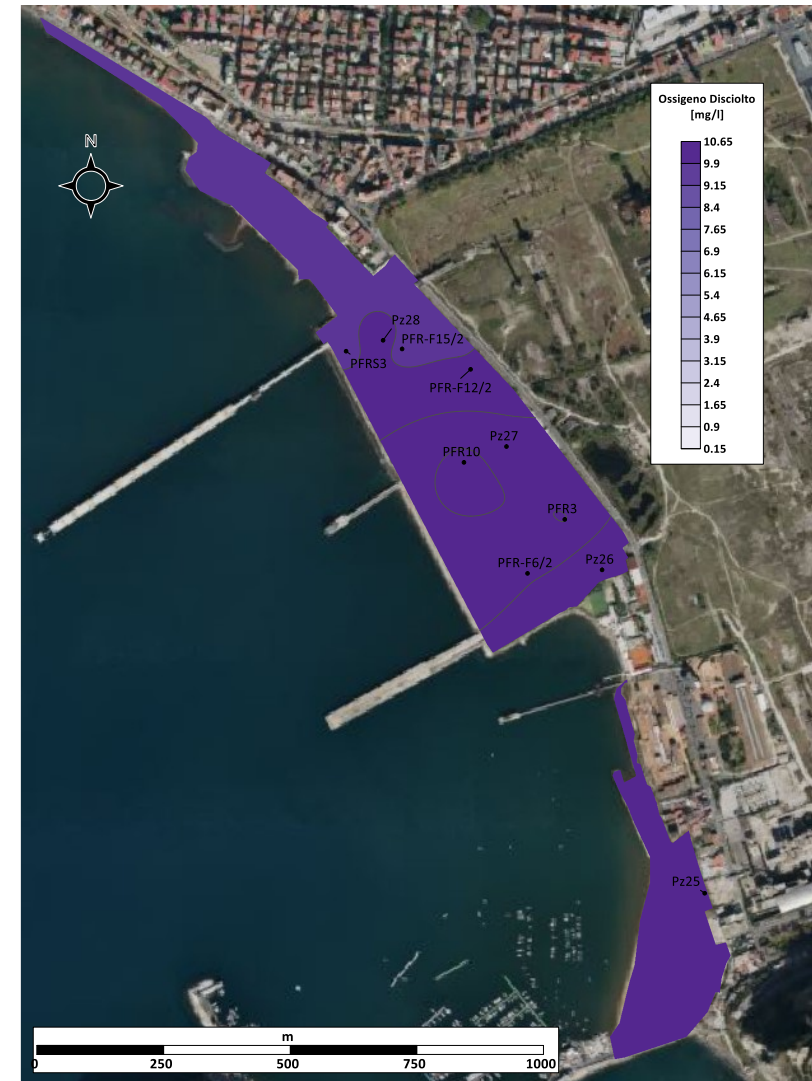 Ossigeno Disciolto
[mg/l]
10.65
9.9
9.15
8.4
7.65
6.9
6.15
5.4
4.65
3.9
3.15
2.4
1.65
0.9
0.15
N
Pz28
PFR-F15/2
PFRS3
PFR-F12/2
Pz27
PFR10
PFR3
PFR-F6/2
Pz26
Pz25
m
0 250 500 750 1000